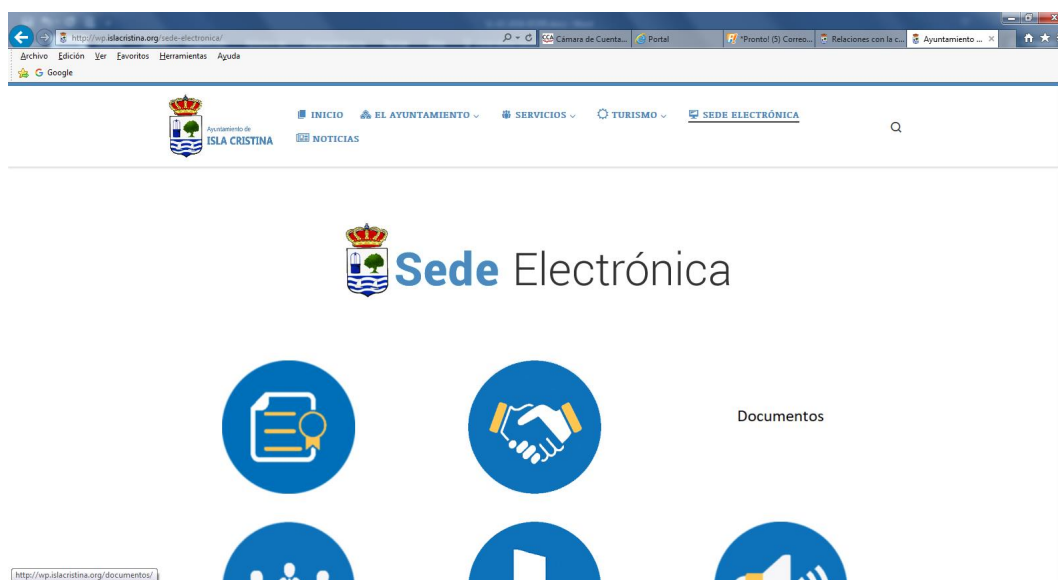 http://wp.islacristina.org/sede-electronica/
Cámara de Cuenta...
Portal
*Pronto! (5) Correo...
Relaciones con la c...
Ayuntamiento ...
Archivo Edición Ver Favoritos Herramientas Ayuda
G Google
Ayuntamiento de
ISLA CRISTINA
INICIO EL AYUNTAMIENTO SERVICIOS TURISMO SEDE ELECTRÓNICA
NOTICIAS
Sede Electrónica
Documentos
http://wp.islacristina.org/documentos/